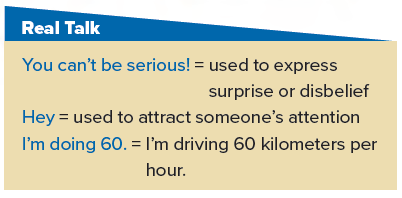 Real Talk
You can't be serious! = used to express
surprise or disbelief
Hey = used to attract someone's attention
I'm doing 60. = I'm driving 60 kilometers per
hour.